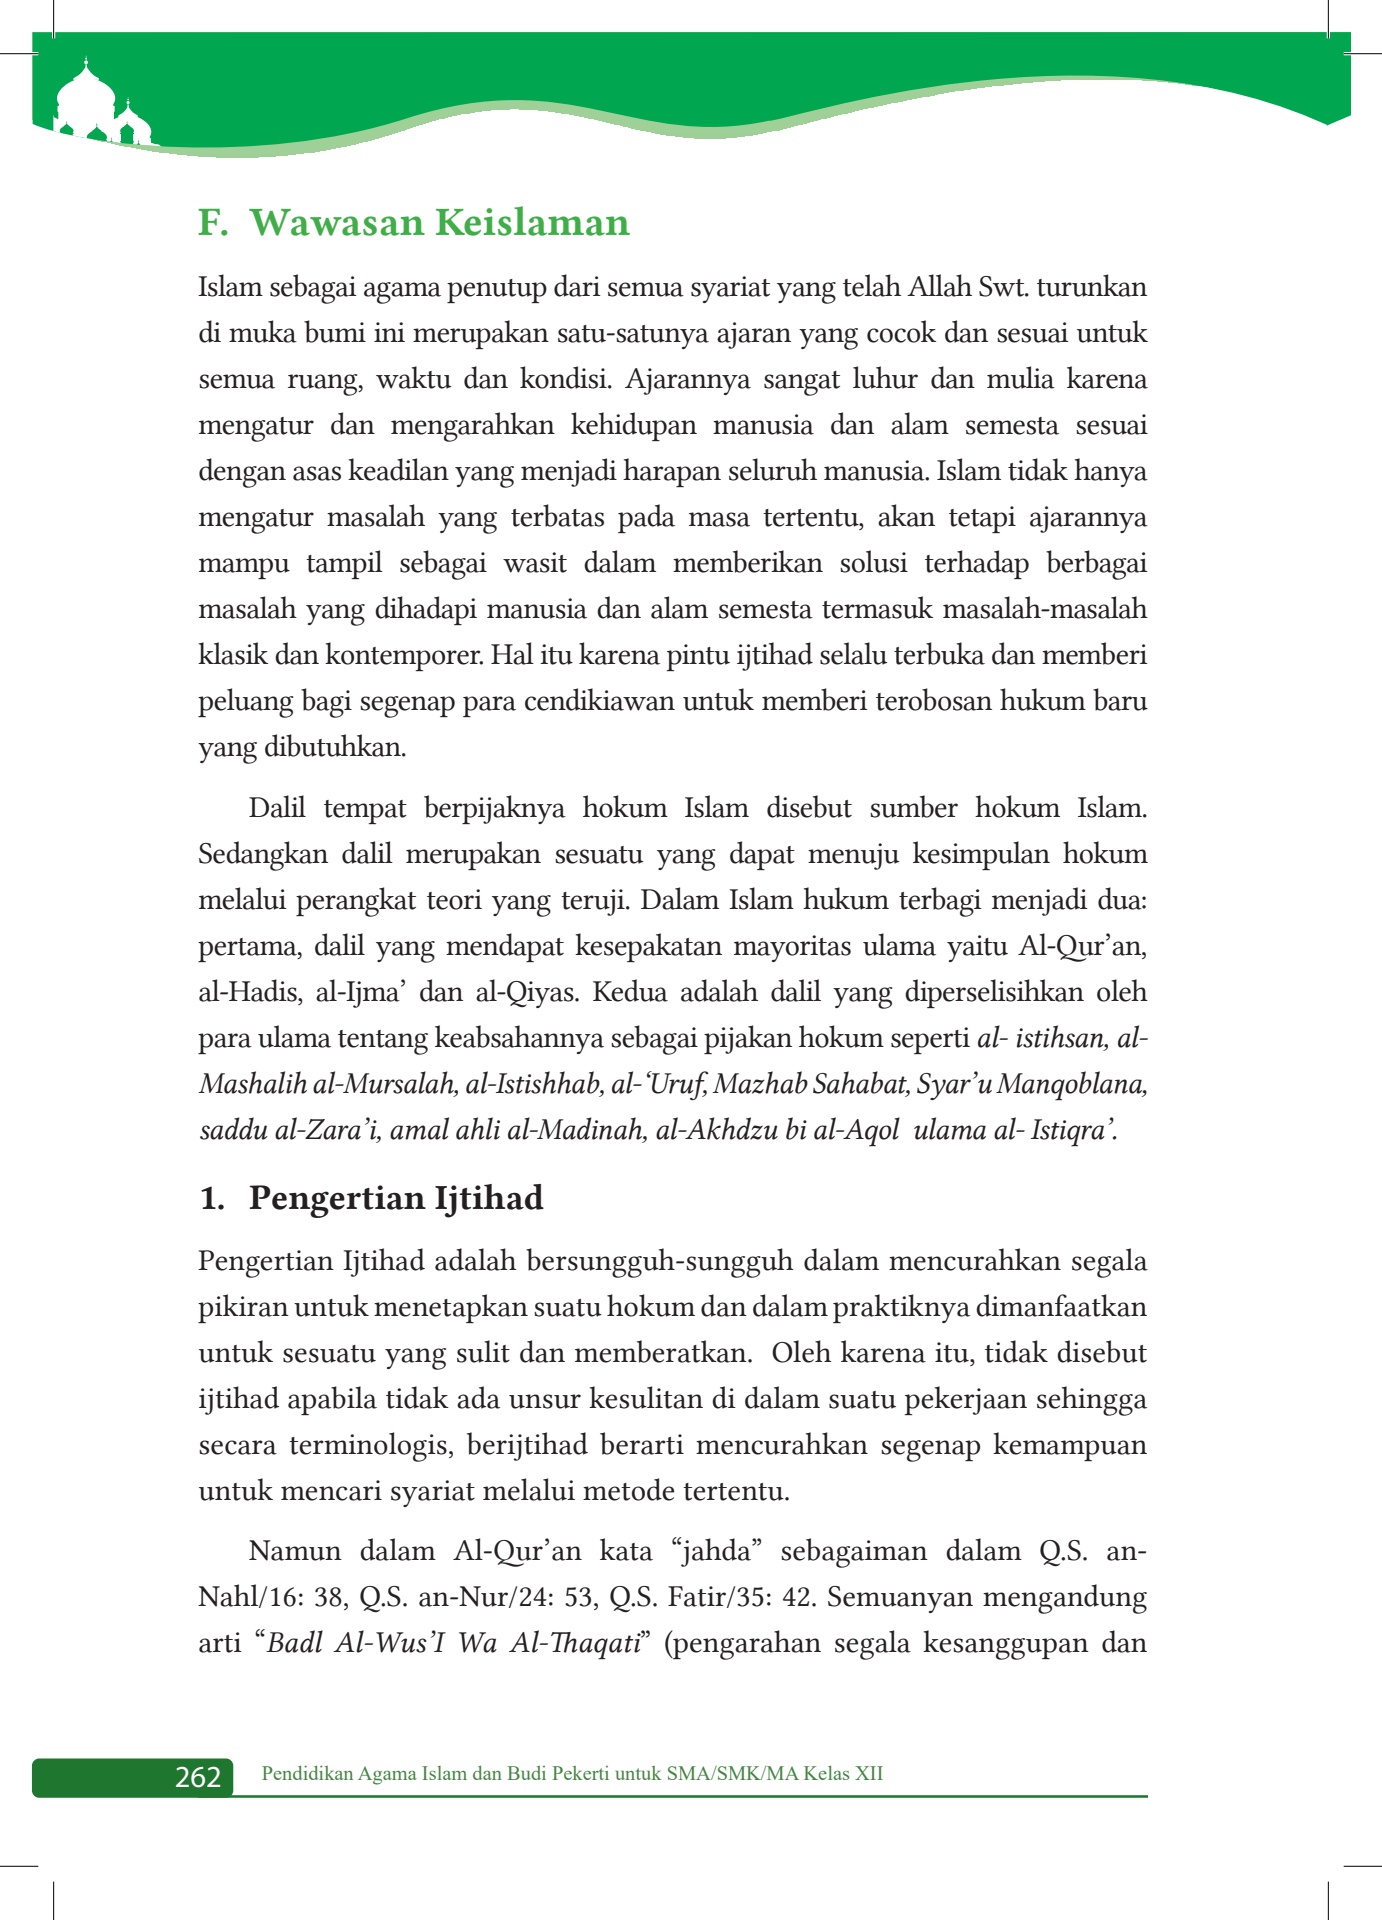 F. Wawasan Keislaman
Islam sebagai agama penutup dari semua syariat yang telah Allah Swt. turunkan
di muka bumi ini merupakan satu-satunya ajaran yang cocok dan sesuai untuk
semua ruang, waktu dan kondisi. Ajarannya sangat luhur dan mulia karena
mengatur dan mengarahkan kehidupan manusia dan alam semesta sesuai
dengan asas keadilan yang menjadi harapan seluruh manusia. Islam tidak hanya
mengatur masalah yang terbatas pada masa tertentu, akan tetapi ajarannya
mampu tampil sebagai wasit dalam memberikan solusi terhadap berbagai
masalah yang dihadapi manusia dan alam semesta termasuk masalah-masalah
klasik dan kontemporer. Hal itu karena pintu ijtihad selalu terbuka dan memberi
peluang bagi segenap para cendikiawan untuk memberi terobosan hukum baru
yang dibutuhkan.
Dalil tempat berpijaknya hokum Islam disebut sumber hokum Islam.
Sedangkan dalil merupakan sesuatu yang dapat menuju kesimpulan hokum
melalui perangkat teori yang teruji. Dalam Islam hukum terbagi menjadi dua:
pertama, dalil yang mendapat kesepakatan mayoritas ulama yaitu Al-Qur’an,
al-Hadis, al-Ijma’ dan al-Qiyas. Kedua adalah dalil yang diperselisihkan oleh
para ulama tentang keabsahannya sebagai pijakan hokum seperti al- istihsan, al-
Mashalih al-Mursalah, al-Istishhab, al-‘Uruf, Mazhab Sahabat, Syar’u Manqoblana,
saddu al-Zara’i, amal ahli al-Madinah, al-Akhdzu bi al-Aqol ulama al- Istiqra’.
1. Pengertian Ijtihad
Pengertian Ijtihad adalah bersungguh-sungguh dalam mencurahkan segala
pikiran untuk menetapkan suatu hokum dan dalam praktiknya dimanfaatkan
untuk sesuatu yang sulit dan memberatkan. Oleh karena itu, tidak disebut
ijtihad apabila tidak ada unsur kesulitan di dalam suatu pekerjaan sehingga
secara terminologis, berijtihad berarti mencurahkan segenap kemampuan
untuk mencari syariat melalui metode tertentu.
Namun dalam Al-Qur’an kata “jahda” sebagaiman dalam Q.S. an-
Nahl/16: 38, Q.S. an-Nur/24: 53, Q.S. Fatir/35: 42. Semuanyan mengandung
arti “Badl Al-Wus’I Wa Al-Thaqati” (pengarahan segala kesanggupan dan
262 Pendidikan Agama Islam dan Budi Pekerti untuk SMA/SMK/MA Kelas XII